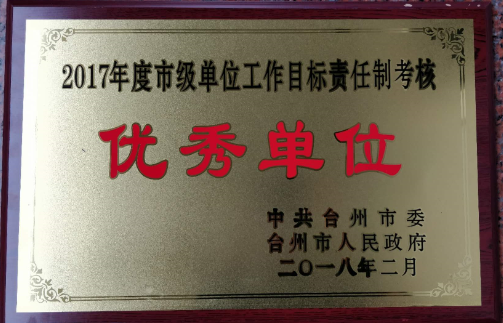 2017年度市级单位工作目标责任制考核
优秀单位
中共台州市委
台州市人民政府
二〇一八年二月